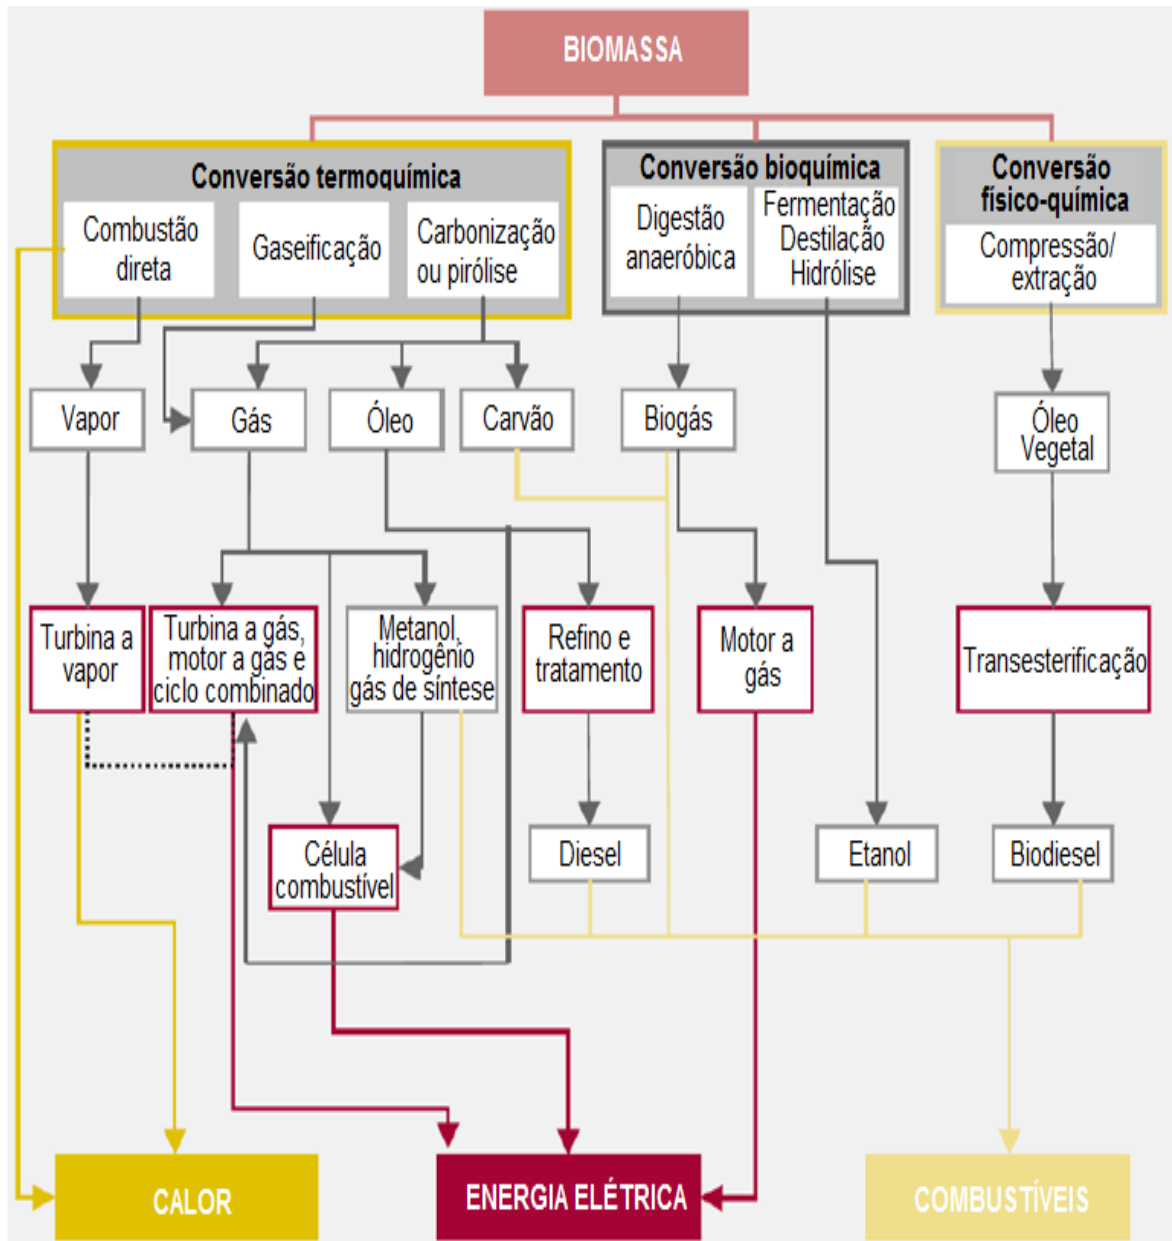 BIOMASSA
Conversão termoquímica
Combustão
direta
Gaseificação
Carbonização
ou pirólise
Conversão bioquímica
Digestão
anaeróbica
Fermentação
Destilação
Hidrólise
Conversão
físico-química
Compressão/
extração
Vapor
Gás
Óleo
Carvão
Biogás
Óleo
Vegetal
Turbina a
vapor
Turbina a gás,
motor a gás e
ciclo combinado
Metanol,
hidrogênio
gás de síntese
Refino e
tratamento
Motor a
gás
Transesterificação
Célula
combustível
Diesel
Etanol
Biodiesel
CALOR
ENERGIA ELÉTRICA
COMBUSTÍVEIS